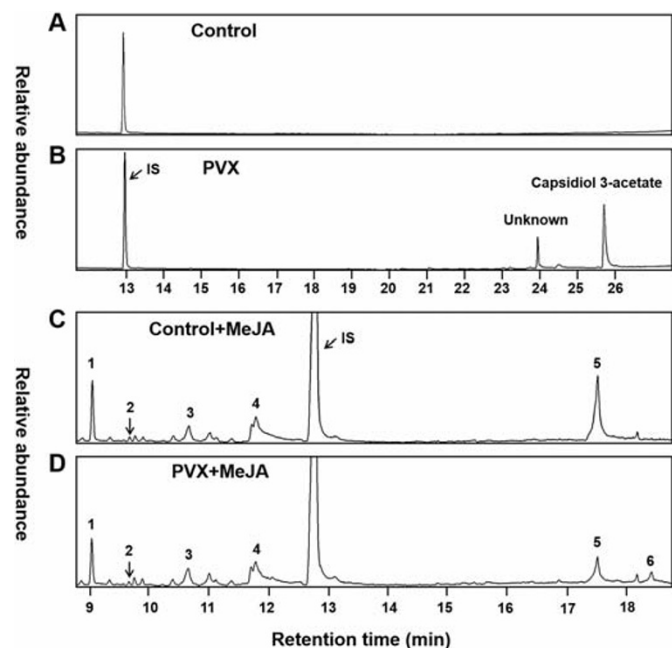 A
Control
Relative abundance
B
PVX
IS
Unknown
Capsidiol 3-acetate
13 14 15 16 17 18 19 20 21 22 23 24 25 26
C
Control+MeJA
IS
1
2
3
4
5
Relative abundance
D
PVX+MeJA
1
2
3
4
5
6
9 10 11 12 13 14 15 16 17 18
Retention time (min)